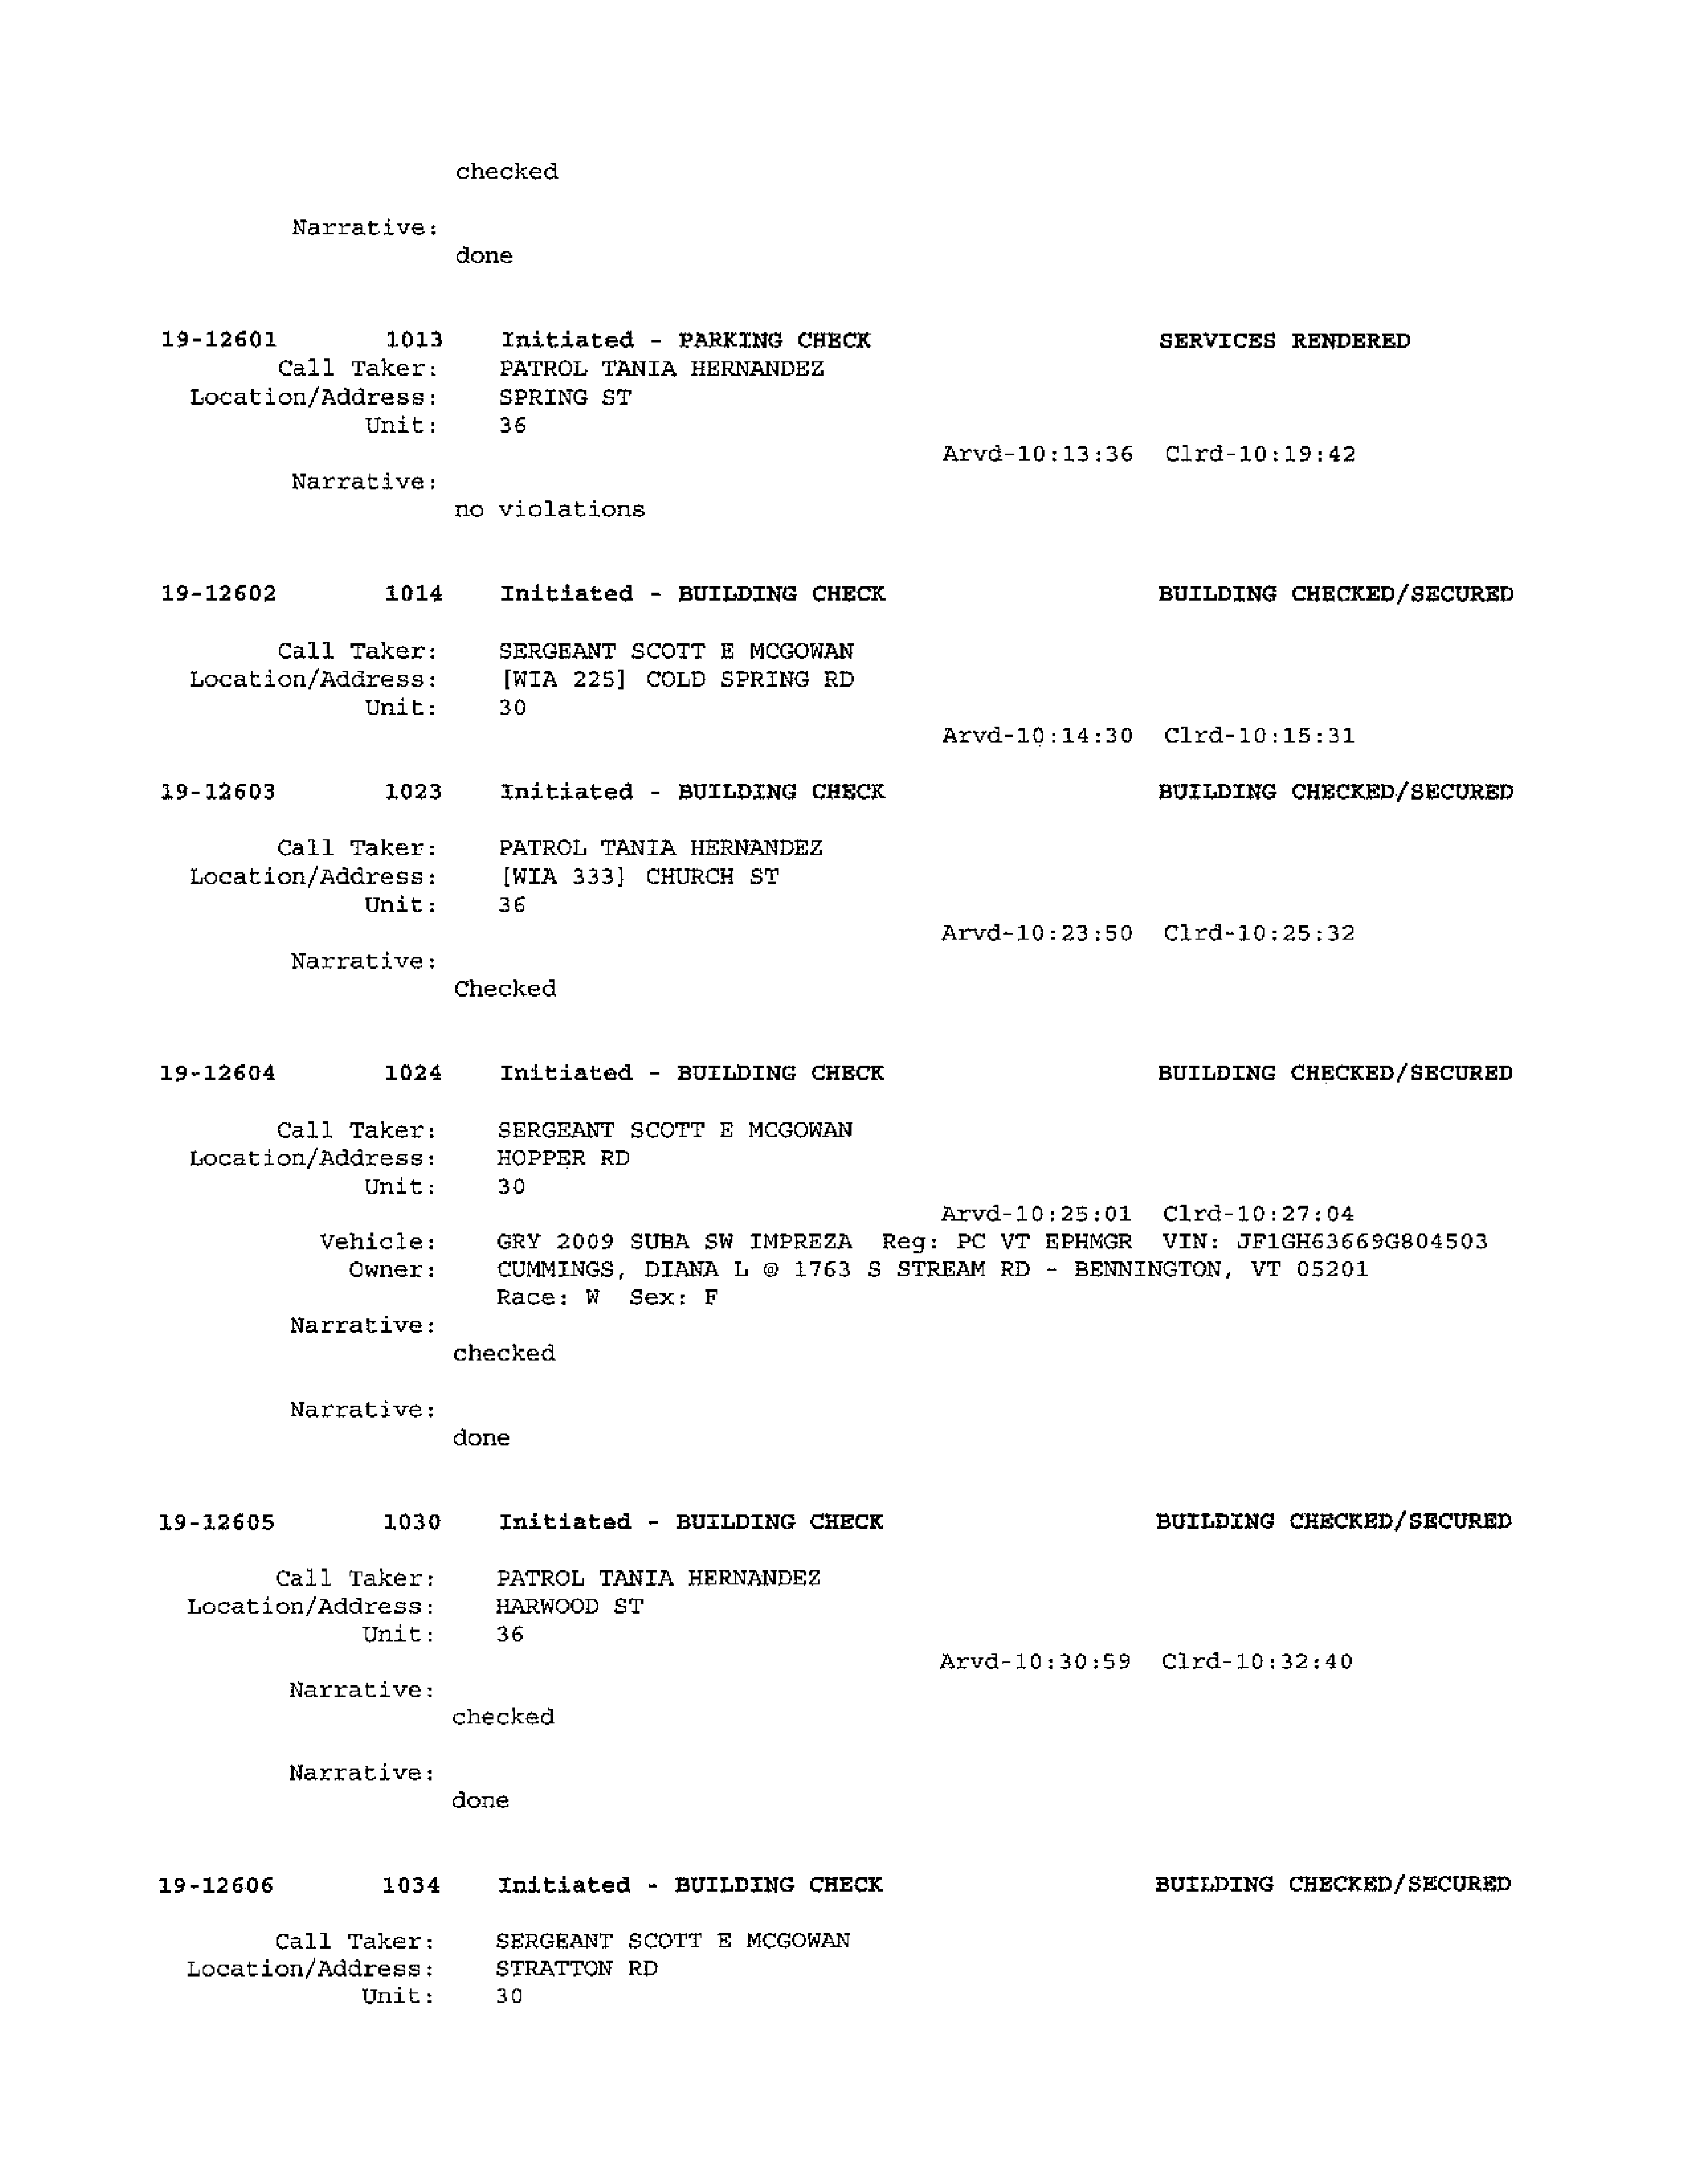 checked
Narrative:
done
19-12601 1013 Initiated - PARKING CHECK SERVICES RENDERED
Call Taker: PATROL TANIA HERNANDEZ
Location/Address: SPRING ST
Unit: 36
Arvd-10:13:36 Clrd-10:19:42
Narrative:
no violations
19-12602 1014 Initiated - BUILDING CHECK BUILDING CHECKED/SECURED
Call Taker: SERGEANT SCOTT E MCGOWAN
Location/Address: [WIA 225] COLD SPRING RD
Unit: 30
Arvd-10:14:30 Clrd-10:15:31
19-12603 1023 Initiated - BUILDING CHECK BUILDING CHECKED/SECURED
Call Taker: PATROL TANIA HERNANDEZ
Location/Address: [WIA 333] CHURCH ST
Unit: 36
Arvd-10:23:50 Clrd-10:25:32
Narrative:
Checked
19-12604 1024 Initiated - BUILDING CHECK BUILDING CHECKED/SECURED
Call Taker: SERGEANT SCOTT E MCGOWAN
Location/Address: HOPPER RD
Unit: 30
Arvd-10:25:01 Clrd-10:27:04
Vehicle: GRY 2009 SUBA SW IMPREZA Reg: PC VT EPHMGR VIN: JF1GH63669G804503
Owner: CUMMINGS, DIANA L @ 1763 S STREAM RD - BENNINGTON, VT 05201
Race: W Sex: F
Narrative:
checked
Narrative:
done
19-12605 1030 Initiated - BUILDING CHECK BUILDING CHECKED/SECURED
Call Taker: PATROL TANIA HERNANDEZ
Location/Address: HARWOOD ST
Unit: 36
Arvd-10:30:59 Clrd-10:32:40
Narrative:
checked
Narrative:
done
19-12606 1034 Initiated - BUILDING CHECK BUILDING CHECKED/SECURED
Call Taker: SERGEANT SCOTT E MCGOWAN
Location/Address: STRATTON RD
Unit: 30